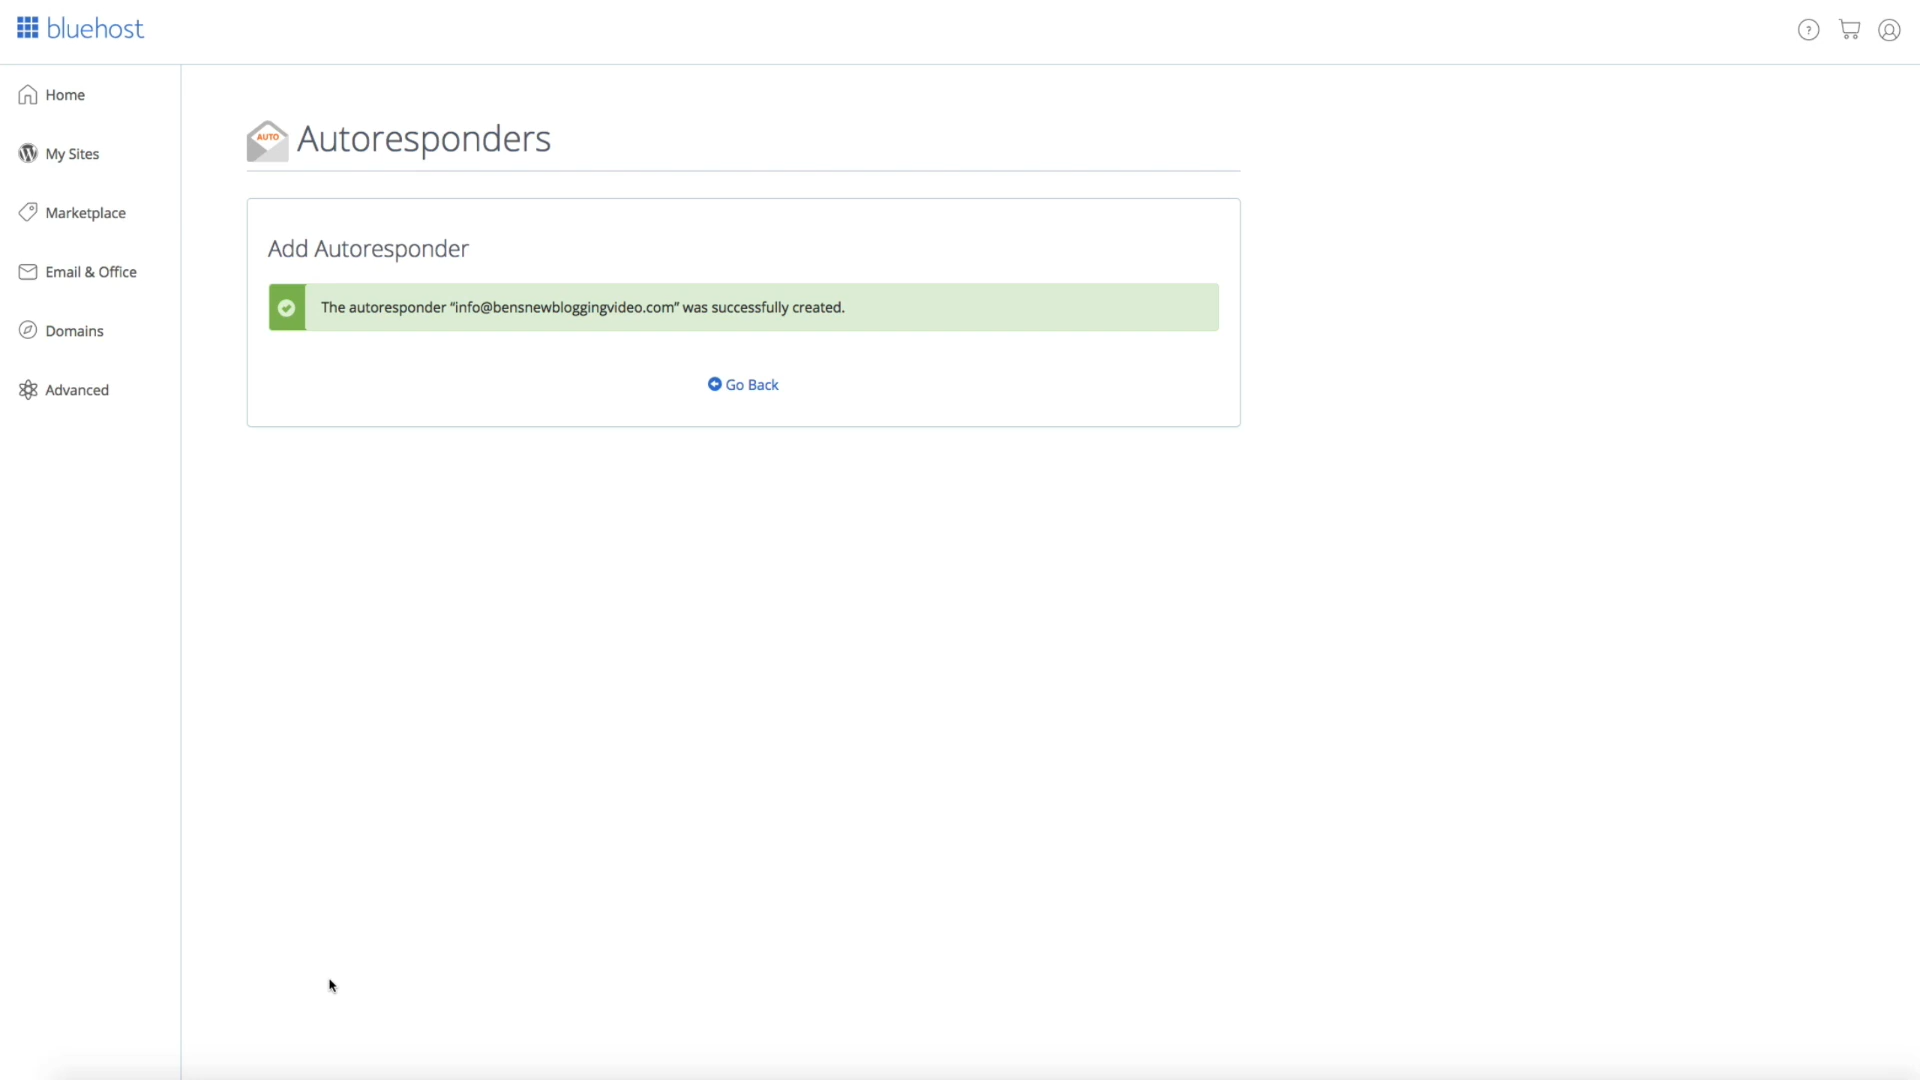 bluehost
?
Home
My Sites
Marketplace
Email & Office
Domains
Advanced
AUTO
Autoresponders
Add Autoresponder
The autoresponder “info@bensnewbloggingvideo.com” was successfully created.
Go Back